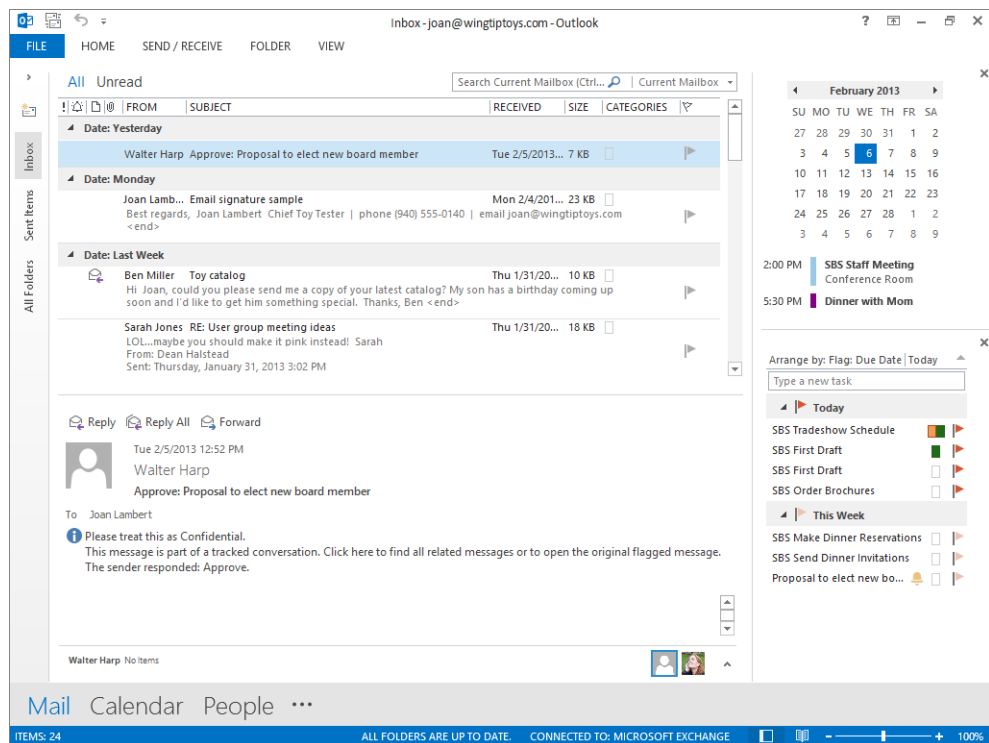 Inbox - joan@wingtiptoys.com - Outlook
?
FILE HOME SEND / RECEIVE FOLDER VIEW
All Unread
Search Current Mailbox (Ctrl... Current Mailbox
! FROM SUBJECT RECEIVED SIZE CATEGORIES
Date: Yesterday
Walter Harp Approve: Proposal to elect new board member Tue 2/5/2013... 7 KB
Date: Monday
Joan Lamb... Email signature sample Mon 2/4/201... 23 KB
Best regards, Joan Lambert Chief Toy Tester | phone (940) 555-0140 | email joan@wingtiptoys.com
<end>
Date: Last Week
Ben Miller Toy catalog Thu 1/31/20... 10 KB
Hi Joan, could you please send me a copy of your latest catalog? My son has a birthday coming up
soon and I'd like to get him something special. Thanks, Ben <end>
Sarah Jones RE: User group meeting ideas Thu 1/31/20... 18 KB
LOL...maybe you should make it pink instead! Sarah
From: Dean Halstead
Sent: Thursday, January 31, 2013 3:02 PM
Inbox
Sent Items
All Folders
Reply Reply All Forward
Tue 2/5/2013 12:52 PM
Walter Harp
Approve: Proposal to elect new board member
To Joan Lambert
Please treat this as Confidential.
This message is part of a tracked conversation. Click here to find all related messages or to open the original flagged message.
The sender responded: Approve.
Walter Harp No Items
February 2013
SU MO TU WE TH FR SA
27 28 29 30 31 1 2
3 4 5 6 7 8 9
10 11 12 13 14 15 16
17 18 19 20 21 22 23
24 25 26 27 28 1 2
3 4 5 6 7 8 9
2:00 PM SBS Staff Meeting
Conference Room
5:30 PM Dinner with Mom
Arrange by: Flag: Due Date Today
Type a new task
Today
SBS Tradeshow Schedule
SBS First Draft
SBS First Draft
SBS Order Brochures
This Week
SBS Make Dinner Reservations
SBS Send Dinner Invitations
Proposal to elect new bo...
Mail Calendar People ...
ITEMS: 24 ALL FOLDERS ARE UP TO DATE. CONNECTED TO: MICROSOFT EXCHANGE - + 100%